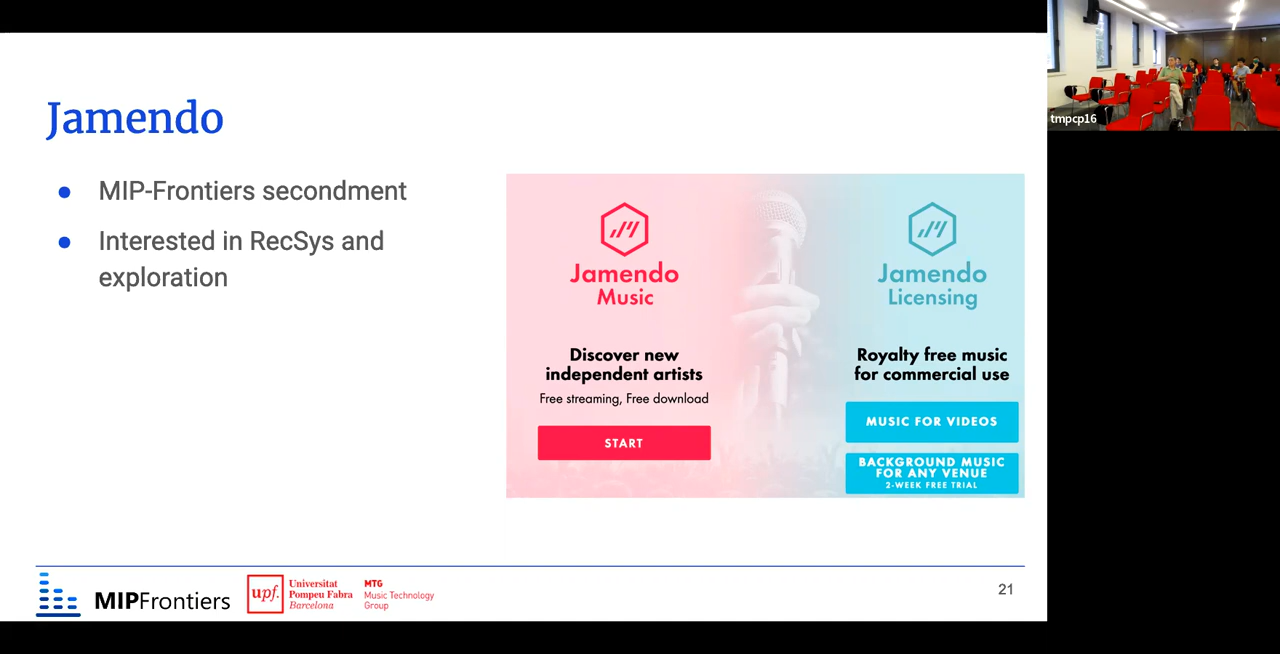 Jamendo
MIP-Frontiers secondment
Interested in RecSys and
exploration
Jamendo
Music
Discover new
independent artists
Free streaming, Free download
START
Jamendo
Licensing
Royalty free music
for commercial use
MUSIC FOR VIDEOS
BACKGROUND MUSIC
FOR ANY VENUE
2-WEEK FREE TRIAL
MIPFrontiers
upf.
Universitat
Pompeu Fabra
Barcelona
MTG
Music Technology
Group
21
tmpcp16